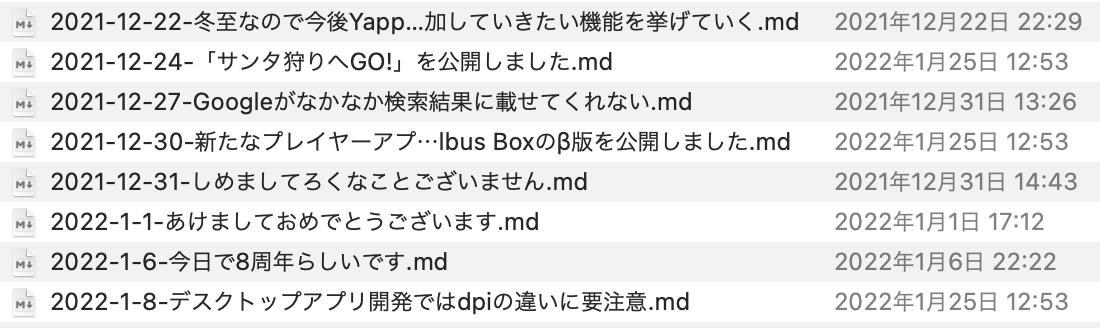 2021-12-22-冬至なので今後Yapp...加していきたい機能を挙げていく.md 2021年12月22日 22:29
2021-12-24-「サンタ狩りへGO!」を公開しました.md 2022年1月25日 12:53
2021-12-27-Googleがなかなか検索結果に載せてくれない.md 2021年12月31日 13:26
2021-12-30-新たなプレイヤーアプ…lbus Boxのβ版を公開しました.md 2022年1月25日 12:53
2021-12-31-しめましてろくなことございません.md 2021年12月31日 14:43
2022-1-1-あけましておめでとうございます.md 2022年1月1日 17:12
2022-1-6-今日で8周年らしいです.md 2022年1月6日 22:22
2022-1-8-デスクトップアプリ開発ではdpiの違いに要注意.md 2022年1月25日 12:53